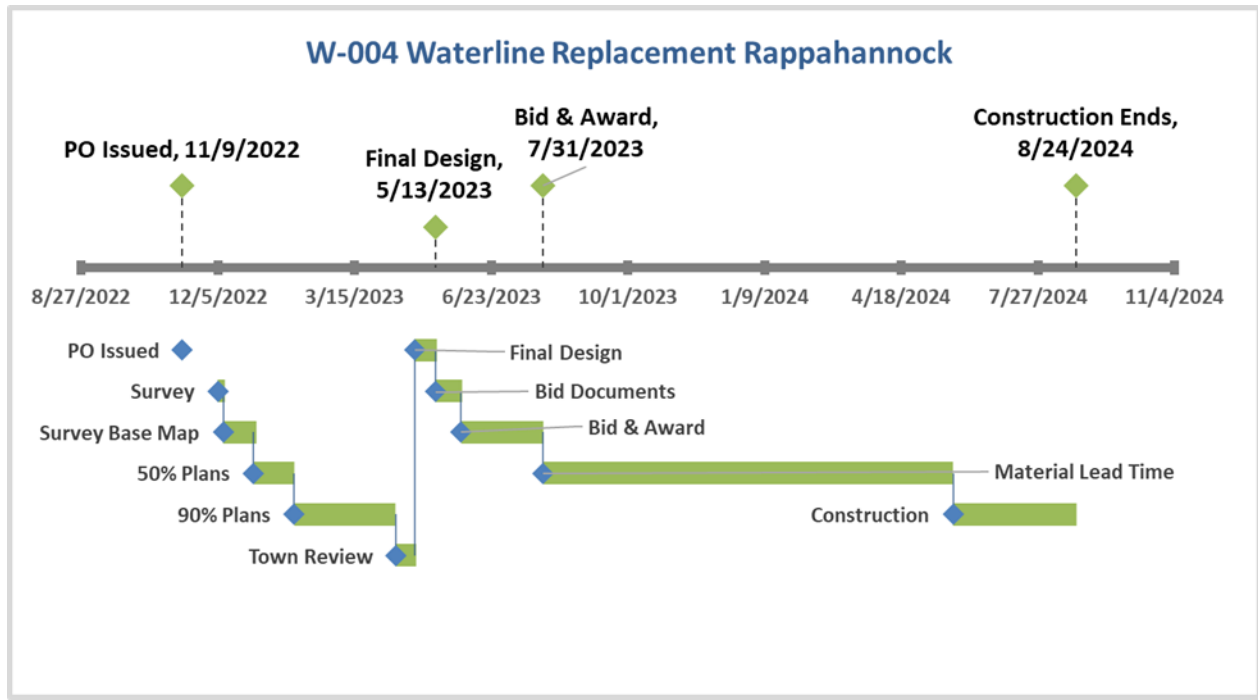 W-004 Waterline Replacement Rappahannock
PO Issued, 11/9/2022
Final Design,
5/13/2023
Bid & Award,
7/31/2023
Construction Ends,
8/24/2024
8/27/2022
12/5/2022
3/15/2023
6/23/2023
10/1/2023
1/9/2024
4/18/2024
7/27/2024
11/4/2024
PO Issued
Final Design
Survey
Bid Documents
Survey Base Map
Bid & Award
50% Plans
Material Lead Time
90% Plans
Construction
Town Review